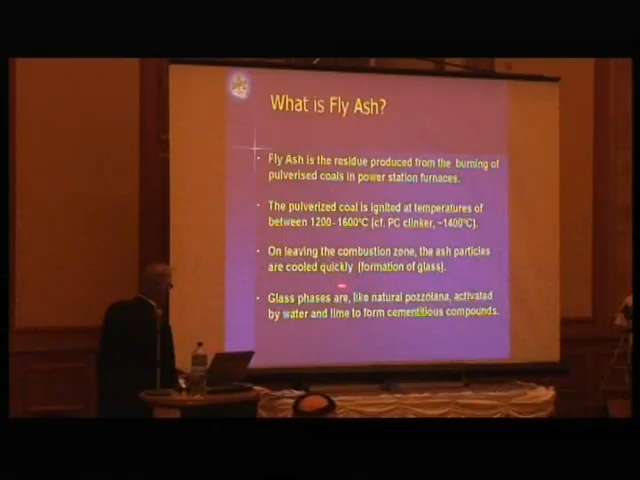 What is Fly Ash?
· Fly Ash is the residue produced from the burning of
pulverised coals in power station furnaces.
· The pulverized coal is ignited at temperatures of
between 1200-1600°C (cf. PC clinker, ~1400°C).
· On leaving the combustion zone, the ash particles
are cooled quickly (formation of glass).
· Glass phases are, like natural pozzolana, activated
by water and lime to form cementitious compounds.